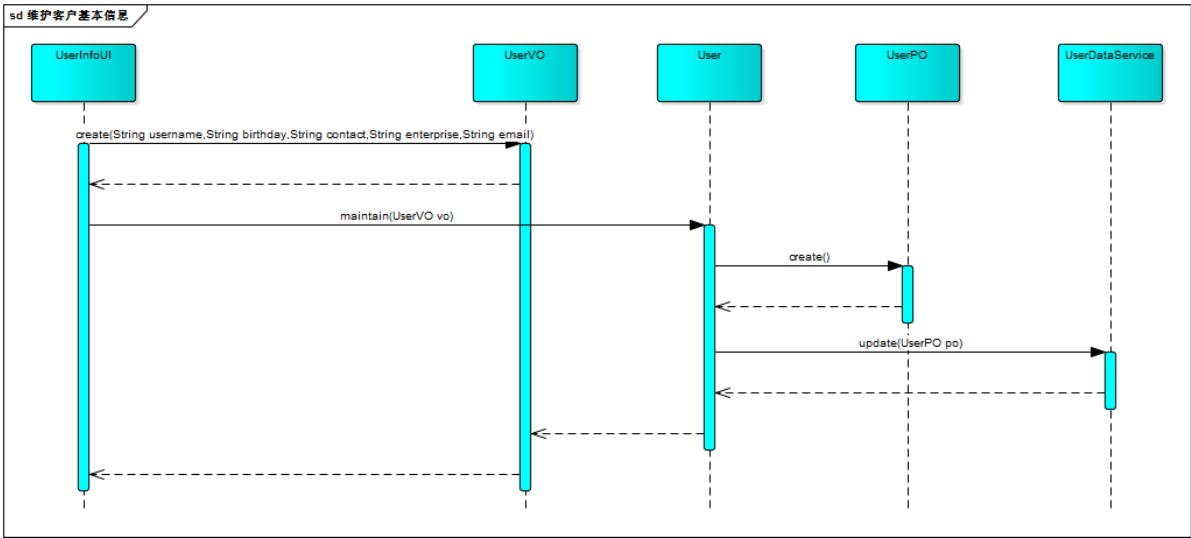 sd 维护客户基本信息
UserInfoUI
UserVO
User
UserPO
UserDataService
create(String username,String birthday,String contact,String enterprise,String email)
maintain(UserVO vo)
create()
update(UserPO po)